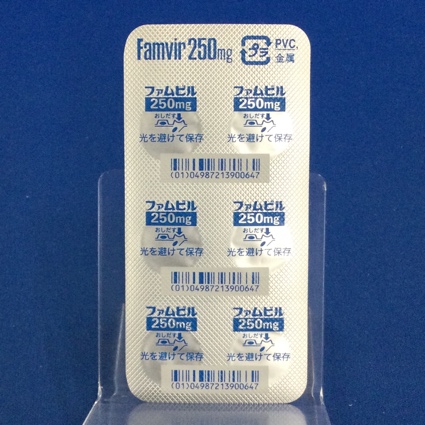 Famvir 250mg プラ PVC,
金属
ファムビル ファムビル
250mg 250mg
おしだす おしだす
光を避けて保存 光を避けて保存
(01)04987213900647
ファムビル ファムビル
250mg 250mg
おしだす おしだす
光を避けて保存 光を避けて保存
(01)04987213900647
ファムビル ファムビル
250mg 250mg
おしだす おしだす
光を避けて保存 光を避けて保存
(01)04987213900647